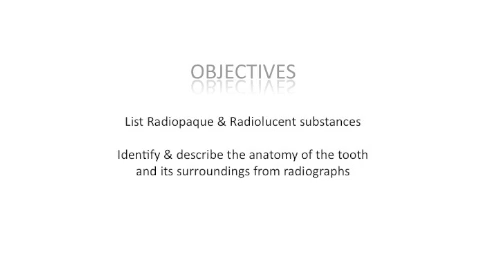 OBJECTIVES
List Radiopaque & Radiolucent substances
Identify & describe the anatomy of the tooth
and its surroundings from radiographs